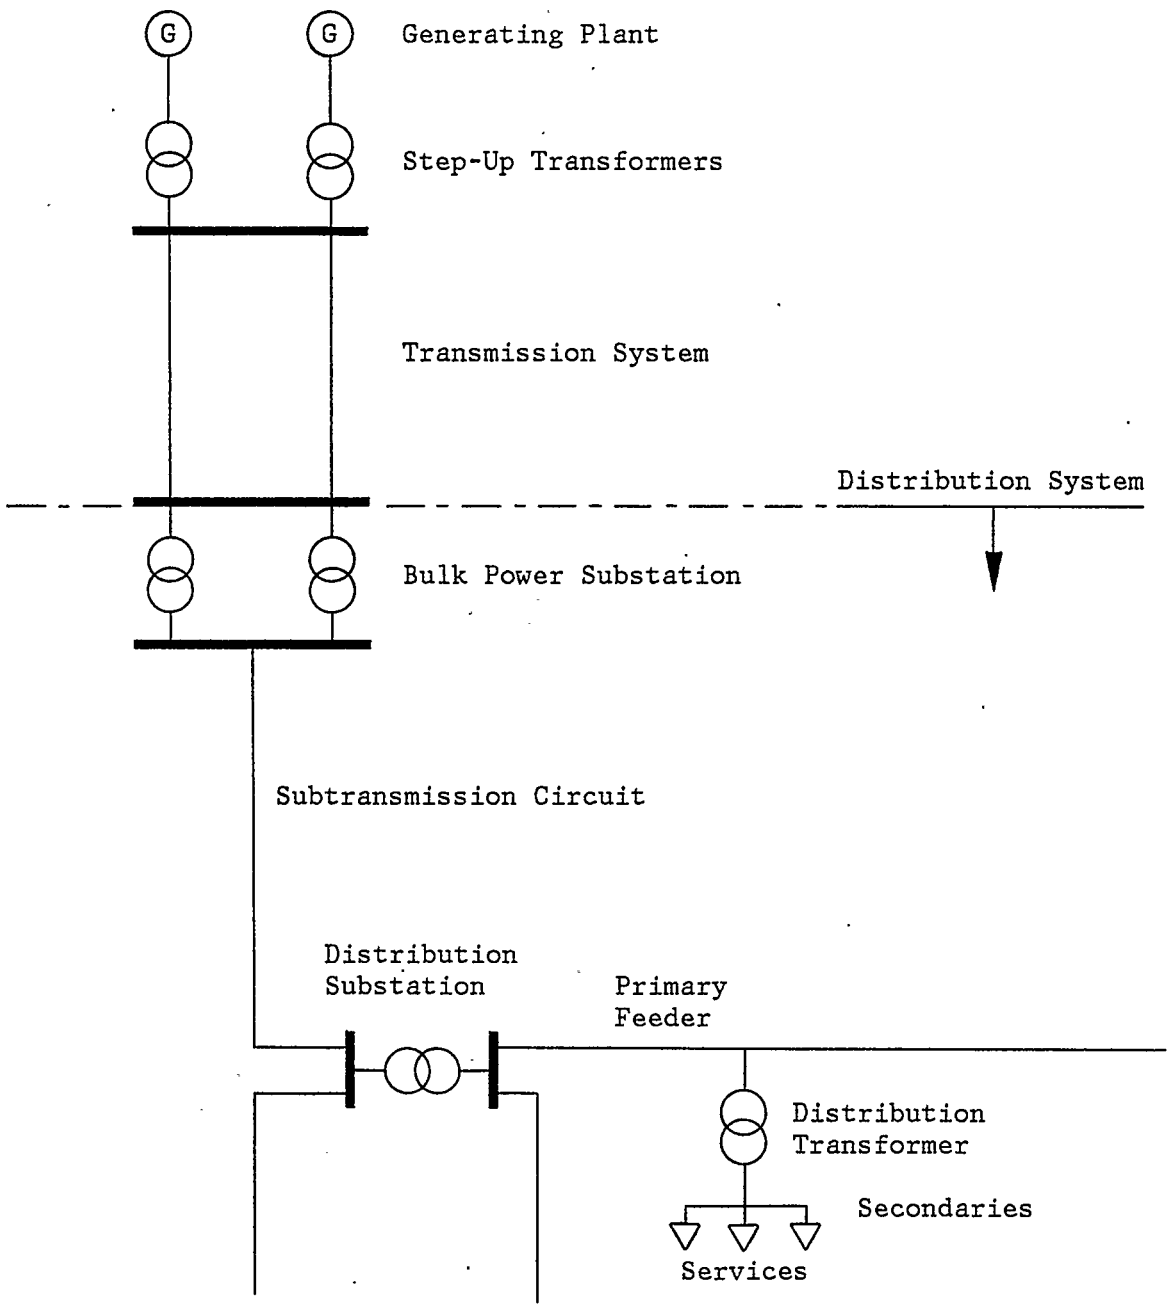 G G Generating Plant
Step-Up Transformers
Transmission System
Distribution System
Bulk Power Substation
Subtransmission Circuit
Distribution
Substation
Primary
Feeder
Distribution
Transformer
Secondaries
Services